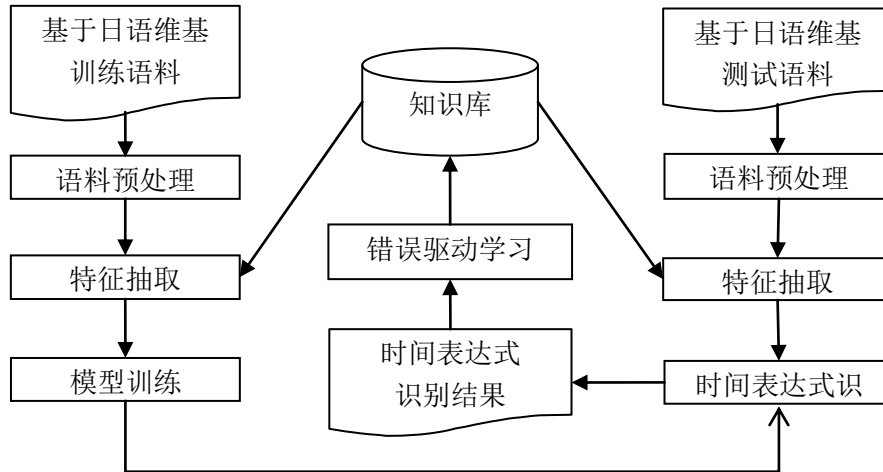 基于日语维基
训练语料
语料预处理
特征抽取
模型训练
知识库
错误驱动学习
时间表达式
识别结果
基于日语维基
测试语料
语料预处理
特征抽取
时间表达式识